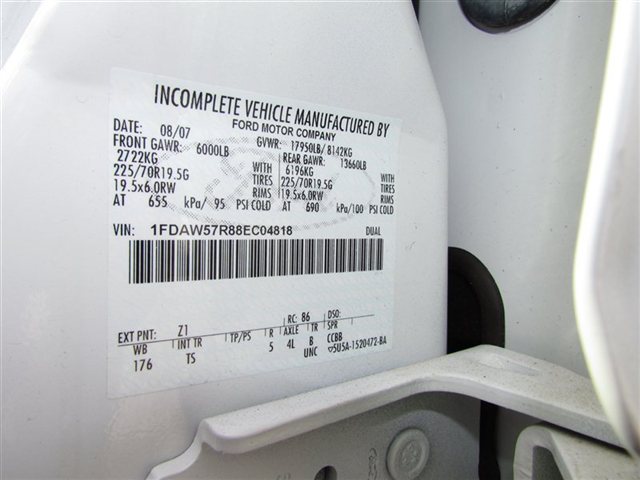 INCOMPLETE VEHICLE MANUFACTURED BY
FORD MOTOR COMPANY
DATE: 08/07 GVWR: 17950LB/ 8142KG
FRONT GAWR: 6000LB REAR GAWR: 13660LB
2722KG WITH 6196KG WITH
225/70R19.5G TIRES 225/70R19.5G TIRES
19.5x6.0RW RIMS 19.5x6.0RW RIMS
AT 655 kPa/ 95 PSI COLD AT 690 kPa/100 PSI COLD
VIN: 1FDAW57R88EC04818 DUAL
RC: 86 DSO:
EXT PNT: Z1 R AXLE TR SPR
WB INT TR TP/PS 5 4L B CCBB
176 TS UNC 5U5A-1520472-BA